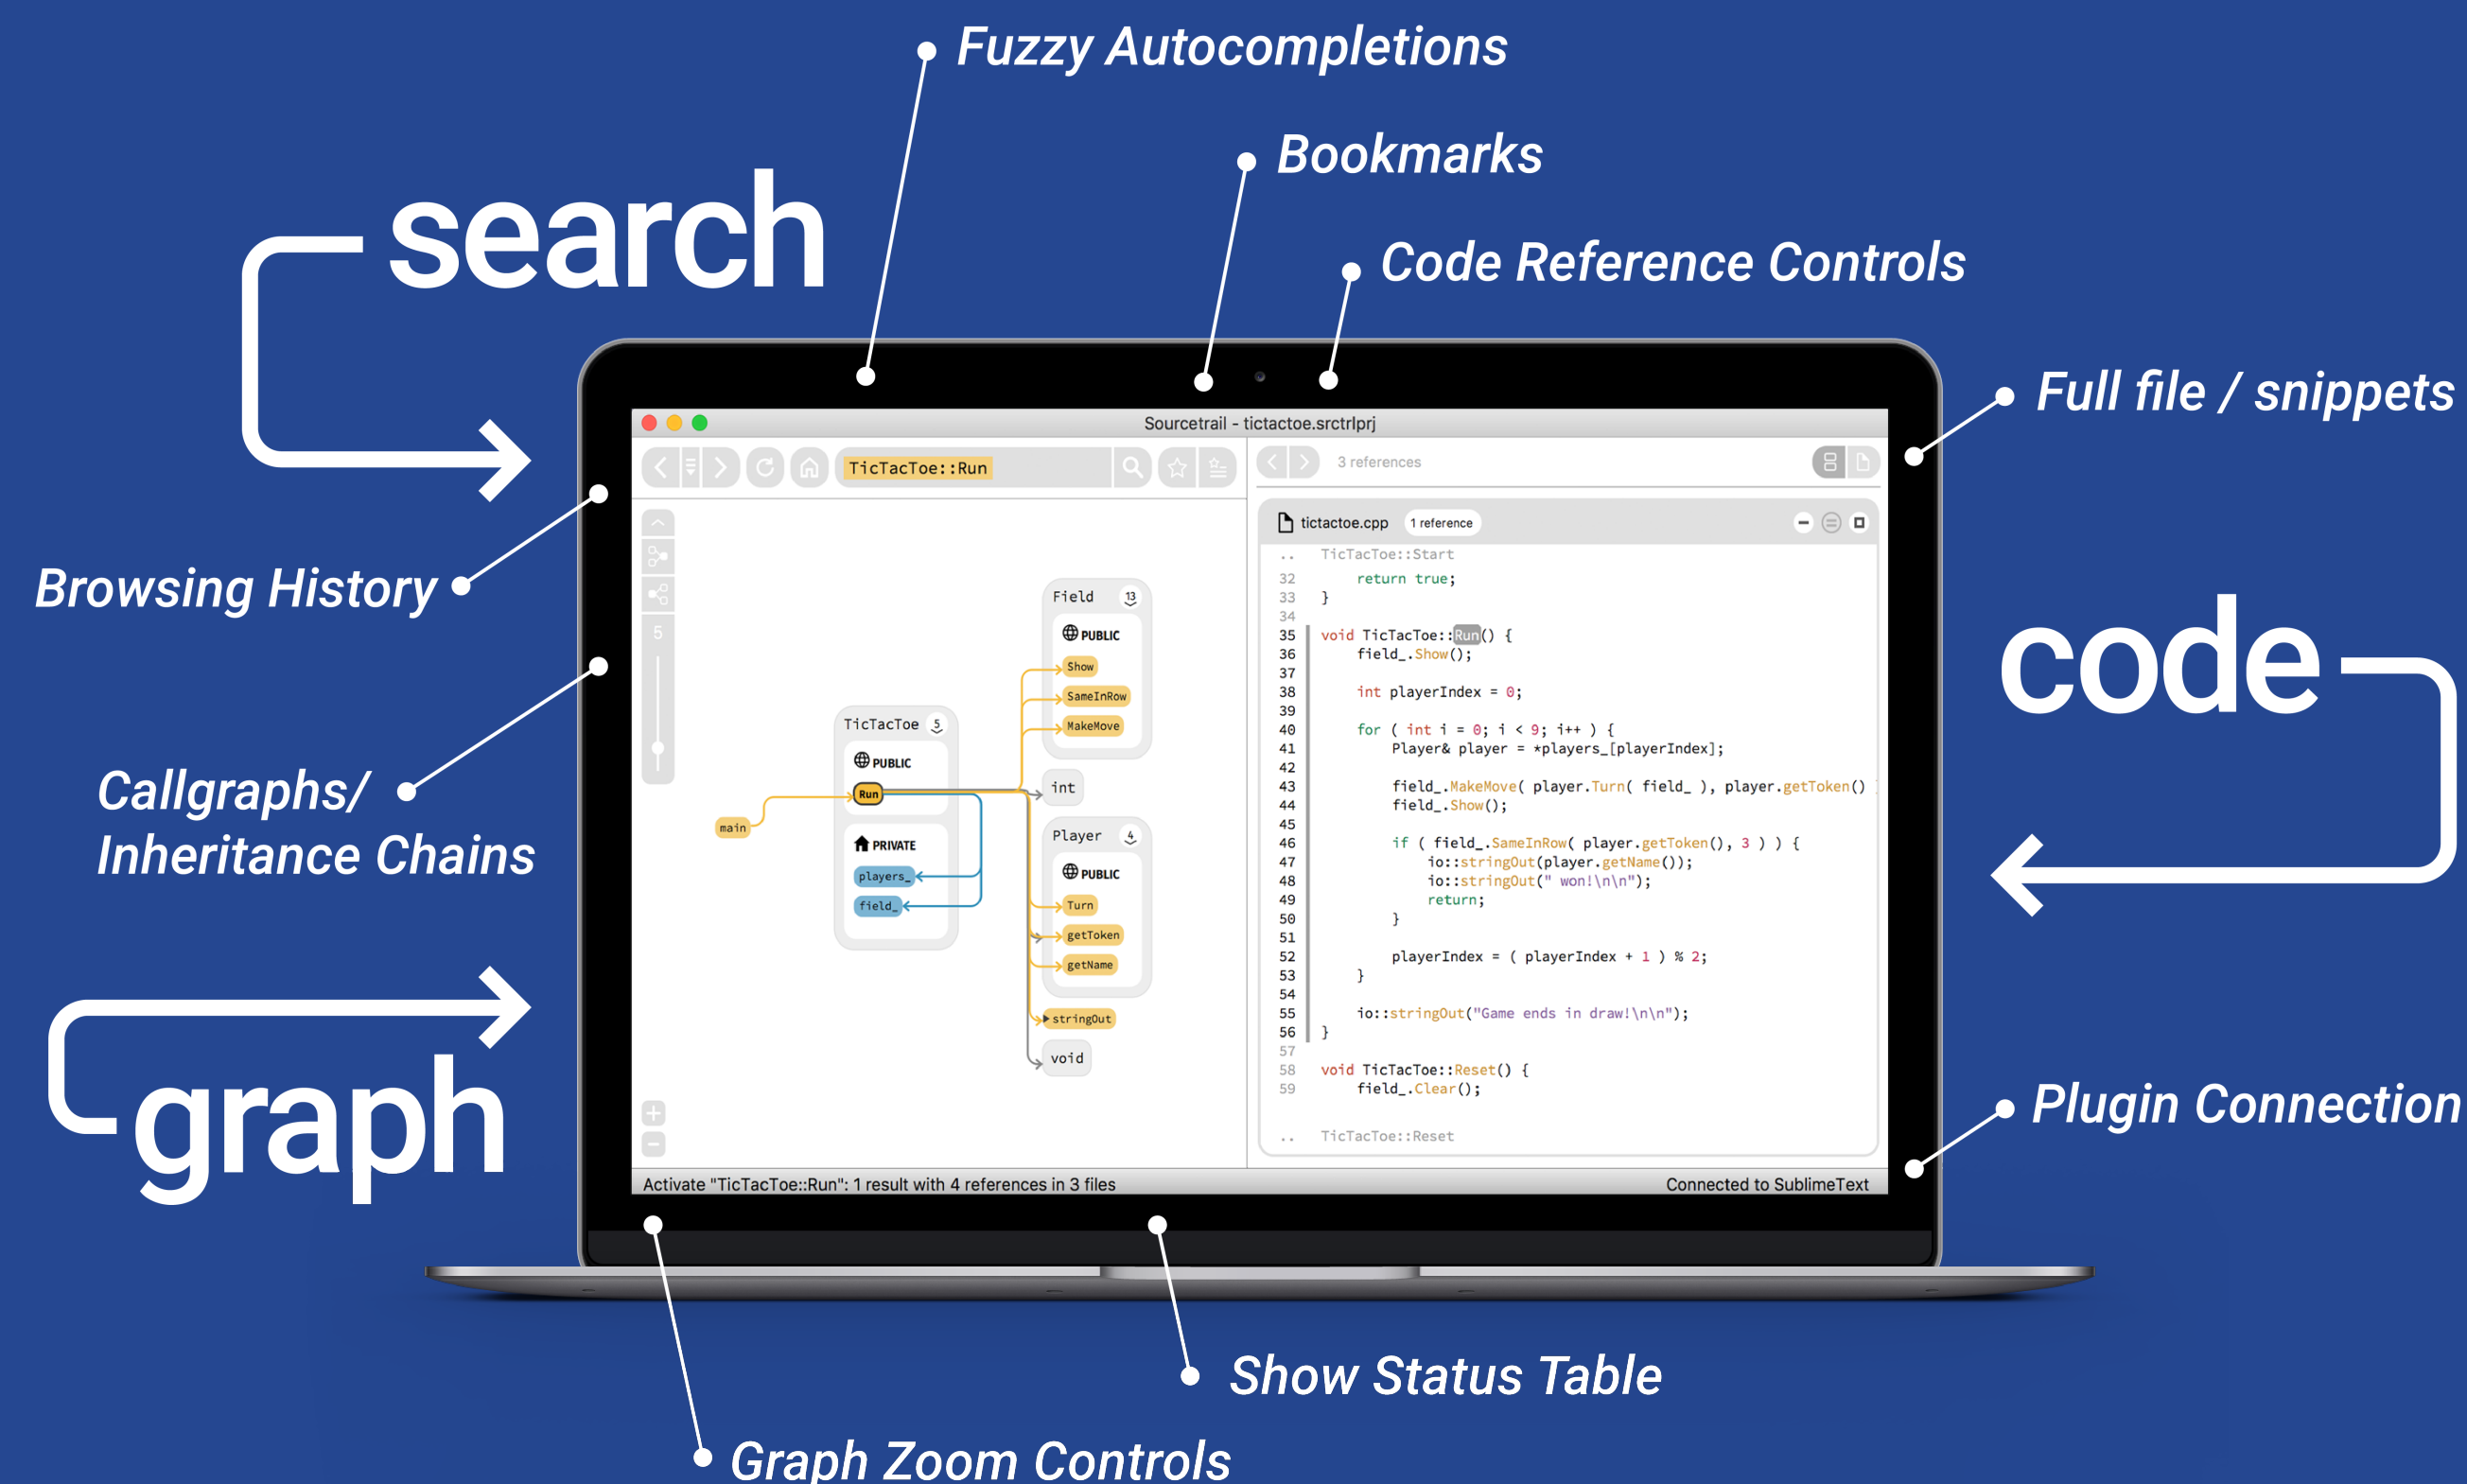 Fuzzy Autocompletions
Bookmarks
search
Code Reference Controls
Full file / snippets
Browsing History
Callgraphs/
Inheritance Chains
graph
code
Plugin Connection
Show Status Table
Graph Zoom Controls
Sourcetrail - tictactoe.srctrlprj
TicTacToe::Run
3 references
5
main
TicTacToe 5
PUBLIC
Run
PRIVATE
players_
field_
Field 13
PUBLIC
Show
SameInRow
MakeMove
int
Player 4
PUBLIC
Turn
getToken
getName
stringOut
void
tictactoe.cpp 1 reference
.. TicTacToe::Start
32 return true;
33 }
34
35 void TicTacToe::Run() {
36 field_.Show();
37
38 int playerIndex = 0;
39
40 for ( int i = 0; i < 9; i++ ) {
41 Player& player = *players_[playerIndex];
42
43 field_.MakeMove( player.Turn( field_ ), player.getToken()
44 field_.Show();
45
46 if ( field_.SameInRow( player.getToken(), 3 ) ) {
47 io::stringOut(player.getName());
48 io::stringOut(" won!\n\n");
49 return;
50 }
51
52 playerIndex = ( playerIndex + 1 ) % 2;
53 }
54
55 io::stringOut("Game ends in draw!\n\n");
56 }
57
58 void TicTacToe::Reset() {
59 field_.Clear();
.. TicTacToe::Reset
Activate "TicTacToe::Run": 1 result with 4 references in 3 files
Connected to SublimeText